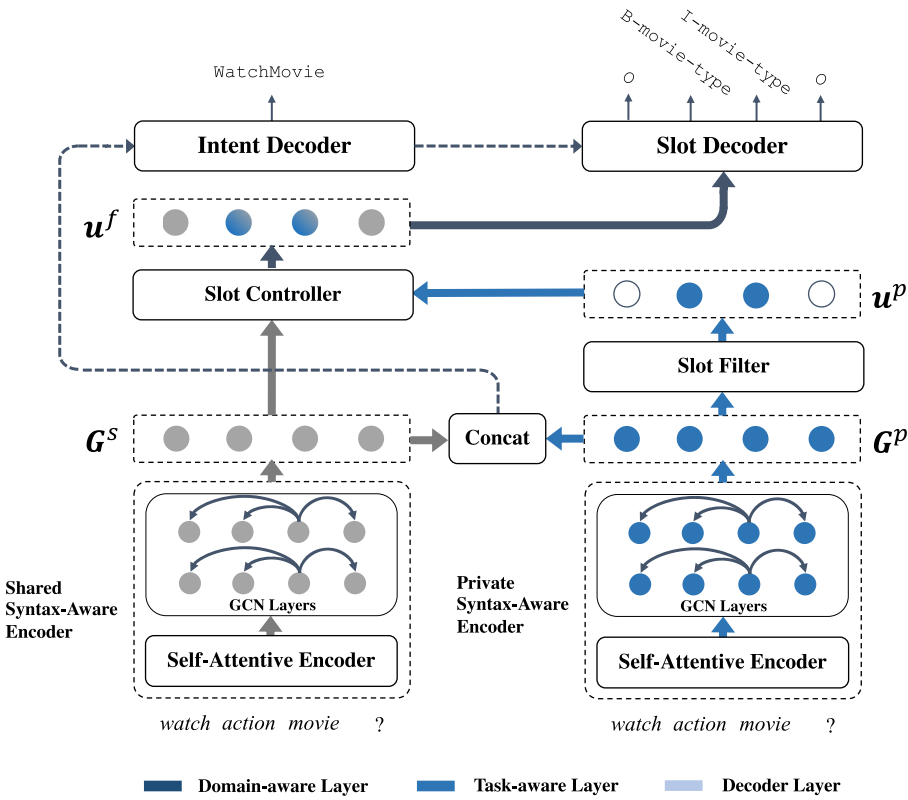 B-movie-type
I-movie-type
O
O
WatchMovie
Intent Decoder
Slot Decoder
u^f
Slot Controller
u^p
Slot Filter
G^s
Concat
G^p
Shared
Syntax-Aware
Encoder
GCN Layers
Self-Attentive Encoder
Private
Syntax-Aware
Encoder
GCN Layers
Self-Attentive Encoder
watch action movie ?
watch action movie ?
Domain-aware Layer
Task-aware Layer
Decoder Layer